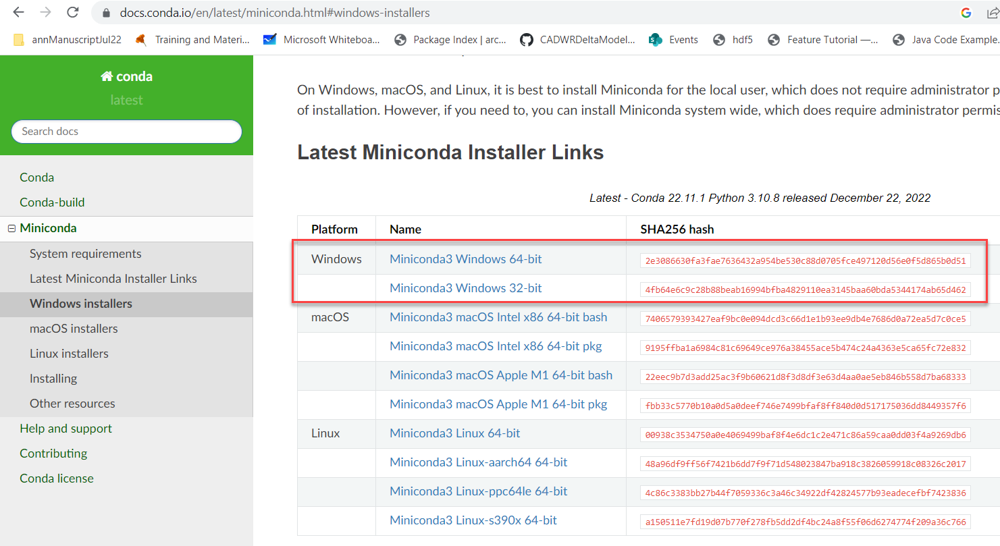 docs.conda.io/en/latest/miniconda.html#windows-installers
annManuscriptJul22 Training and Materi... Microsoft Whiteboa... Package Index | arc... CADWRDeltaModel... Events hdf5 Feature Tutorial —... Java Code Example.
conda
latest
Search docs
Conda
Conda-build
Miniconda
System requirements
Latest Miniconda Installer Links
Windows installers
macOS installers
Linux installers
Installing
Other resources
Help and support
Contributing
Conda license
On Windows, macOS, and Linux, it is best to install Miniconda for the local user, which does not require administrator p
of installation. However, if you need to, you can install Miniconda system wide, which does require administrator permis
Latest Miniconda Installer Links
Latest - Conda 22.11.1 Python 3.10.8 released December 22, 2022
Platform Name SHA256 hash
Windows Miniconda3 Windows 64-bit 2e3086630fa3fae7636432a954be530c88d0705fce497120d56e0f5d865b0d51
Miniconda3 Windows 32-bit 4fb64e6c9c28b88beab16994bfba4829110ea3145baa60bda5344174ab65d462
macOS Miniconda3 macOS Intel x86 64-bit bash 7406579393427eaf9bc0e094dcd3c66d1e1b93ee9db4e7686d0a72ea5d7c0ce5
Miniconda3 macOS Intel x86 64-bit pkg 9195ffba1a6984c81c69649ce976a38455ace5b474c24a4363e5ca65fc72e832
Miniconda3 macOS Apple M1 64-bit bash 22eec9b7d3add25ac3f9b60621d8f3d8df3e63d4aa0ae5eb846b558d7ba68333
Miniconda3 macOS Apple M1 64-bit pkg fbb33c5770b10a0d5a0deef746e7499bfaf8ff840d0d517175036dd8449357f6
Linux Miniconda3 Linux 64-bit 00938c3534750a0e4069499baf8f4e6dc1c2e471c86a59caa0dd03f4a9269db6
Miniconda3 Linux-aarch64 64-bit 48a96df9ff56f7421b6dd7f9f71d548023847ba918c3826059918c08326c2017
Miniconda3 Linux-ppc64le 64-bit 4c86c3383bb27b44f7059336c3a46c34922df42824577b93eadecefbf7423836
Miniconda3 Linux-s390x 64-bit a150511e7fd19d07b770f278fb5dd2df4bc24a8f55f06d6274774f209a36c766